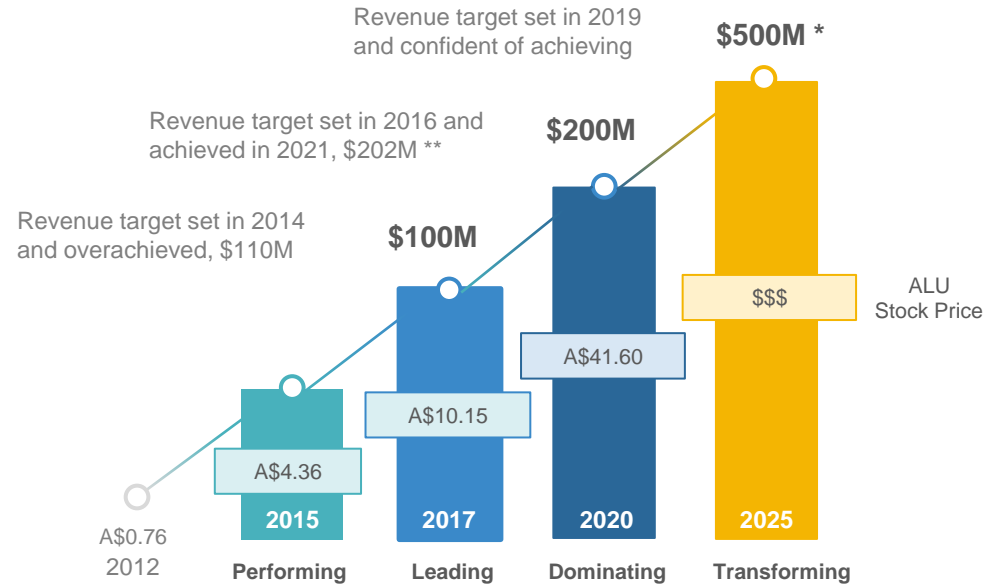 Revenue target set in 2019
and confident of achieving
$500M *
Revenue target set in 2016 and
achieved in 2021, $202M **
$200M
Revenue target set in 2014
and overachieved, $110M
$100M
$$$
ALU
Stock Price
A$41.60
A$10.15
A$4.36
A$0.76
2012
2015
2017
2020
2025
Performing
Leading
Dominating
Transforming